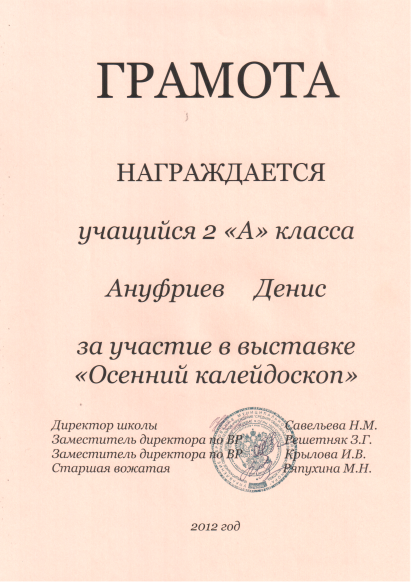 ГРАМОТА
НАГРАЖДАЕТСЯ
учащийся 2 «А» класса
Ануфриев Денис
за участие в выставке
«Осенний калейдоскоп»
Директор школы Савельева Н.М.
Заместитель директора по ВР Решетняк З.Г.
Заместитель директора по ВР Крылова И.В.
Старшая вожатая Ряпухина М.Н.
2012 год